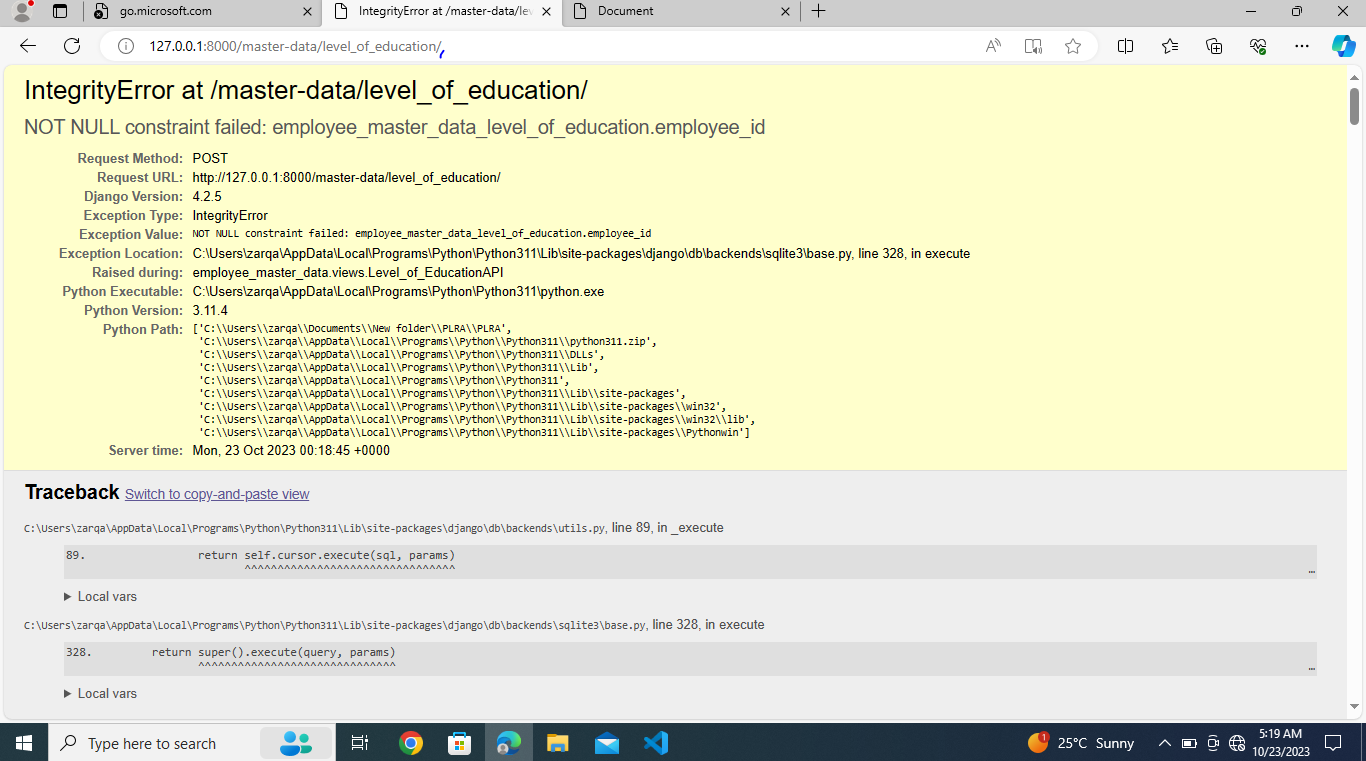 go.microsoft.com
IntegrityError at /master-data/lev
Document
127.0.0.1:8000/master-data/level_of_education/
IntegrityError at /master-data/level_of_education/
NOT NULL constraint failed: employee_master_data_level_of_education.employee_id
Request Method: POST
Request URL: http://127.0.0.1:8000/master-data/level_of_education/
Django Version: 4.2.5
Exception Type: IntegrityError
Exception Value: NOT NULL constraint failed: employee_master_data_level_of_education.employee_id
Exception Location: C:\Users\zarqa\AppData\Local\Programs\Python\Python311\Lib\site-packages\django\db\backends\sqlite3\base.py, line 328, in execute
Raised during: employee_master_data.views.Level_of_EducationAPI
Python Executable: C:\Users\zarqa\AppData\Local\Programs\Python\Python311\python.exe
Python Version: 3.11.4
Python Path: ['C:\\Users\\zarqa\\Documents\\New folder\\PLRA\\PLRA',
'C:\\Users\\zarqa\\AppData\\Local\\Programs\\Python\\Python311\\python311.zip',
'C:\\Users\\zarqa\\AppData\\Local\\Programs\\Python\\Python311\\DLLs',
'C:\\Users\\zarqa\\AppData\\Local\\Programs\\Python\\Python311\\Lib',
'C:\\Users\\zarqa\\AppData\\Local\\Programs\\Python\\Python311',
'C:\\Users\\zarqa\\AppData\\Local\\Programs\\Python\\Python311\\Lib\\site-packages',
'C:\\Users\\zarqa\\AppData\\Local\\Programs\\Python\\Python311\\Lib\\site-packages\\win32',
'C:\\Users\\zarqa\\AppData\\Local\\Programs\\Python\\Python311\\Lib\\site-packages\\win32\\lib',
'C:\\Users\\zarqa\\AppData\\Local\\Programs\\Python\\Python311\\Lib\\site-packages\\Pythonwin']
Server time: Mon, 23 Oct 2023 00:18:45 +0000
Traceback Switch to copy-and-paste view
C:\Users\zarqa\AppData\Local\Programs\Python\Python311\Lib\site-packages\django\db\backends\utils.py, line 89, in _execute
89. return self.cursor.execute(sql, params)
^^^^^^^^^^^^^^^^^^^^^^^^^^^^^^^^ …
▶ Local vars
C:\Users\zarqa\AppData\Local\Programs\Python\Python311\Lib\site-packages\django\db\backends\sqlite3\base.py, line 328, in execute
328. return super().execute(query, params)
^^^^^^^^^^^^^^^^^^^^^^^^^^^^^^ …
▶ Local vars
Type here to search
1
25°C Sunny
5:19 AM
10/23/2023